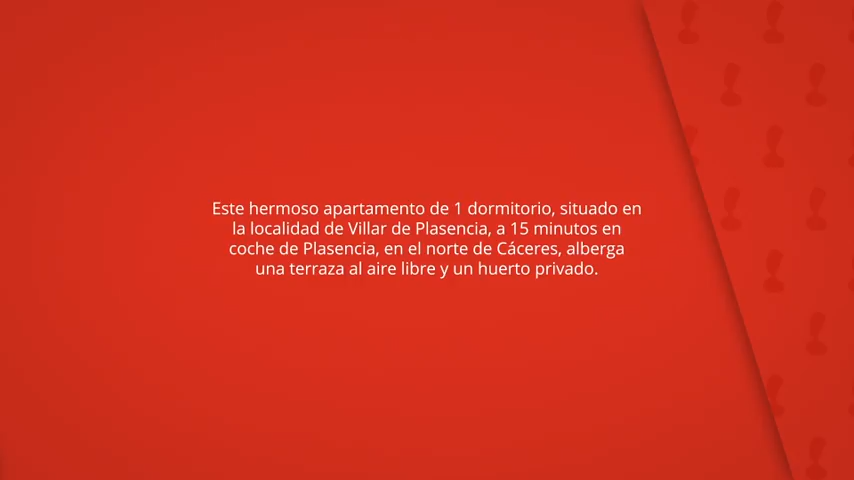 Este hermoso apartamento de 1 dormitorio, situado en
la localidad de Villar de Plasencia, a 15 minutos en
coche de Plasencia, en el norte de Cáceres, alberga
una terraza al aire libre y un huerto privado.